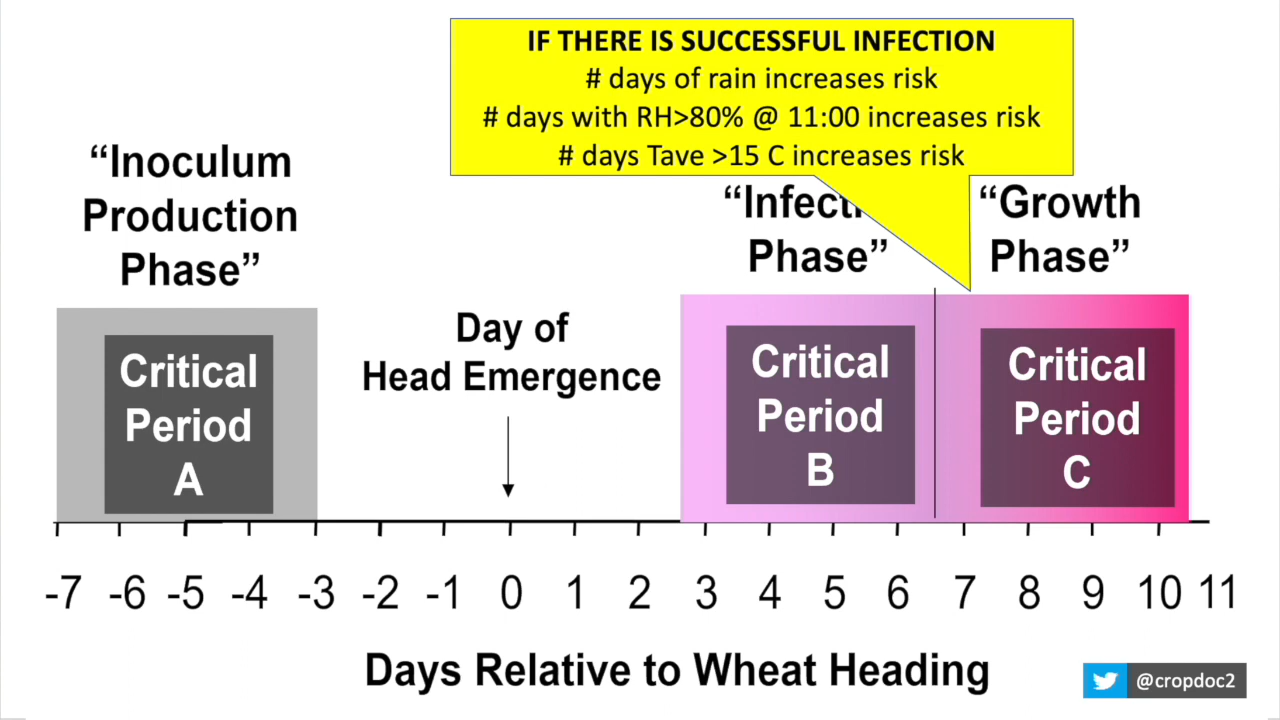 IF THERE IS SUCCESSFUL INFECTION
# days of rain increases risk
# days with RH>80% @ 11:00 increases risk
# days Tave >15 C increases risk
“Inoculum
Production
Phase”
Day of
Head Emergence
Phase”
“Growth
Phase”
Critical
Period
A
Critical
Period
B
Critical
Period
C
-7 -6 -5 -4 -3 -2 -1 0 1 2 3 4 5 6 7 8 9 10 11
Days Relative to Wheat Heading
@cropdoc2